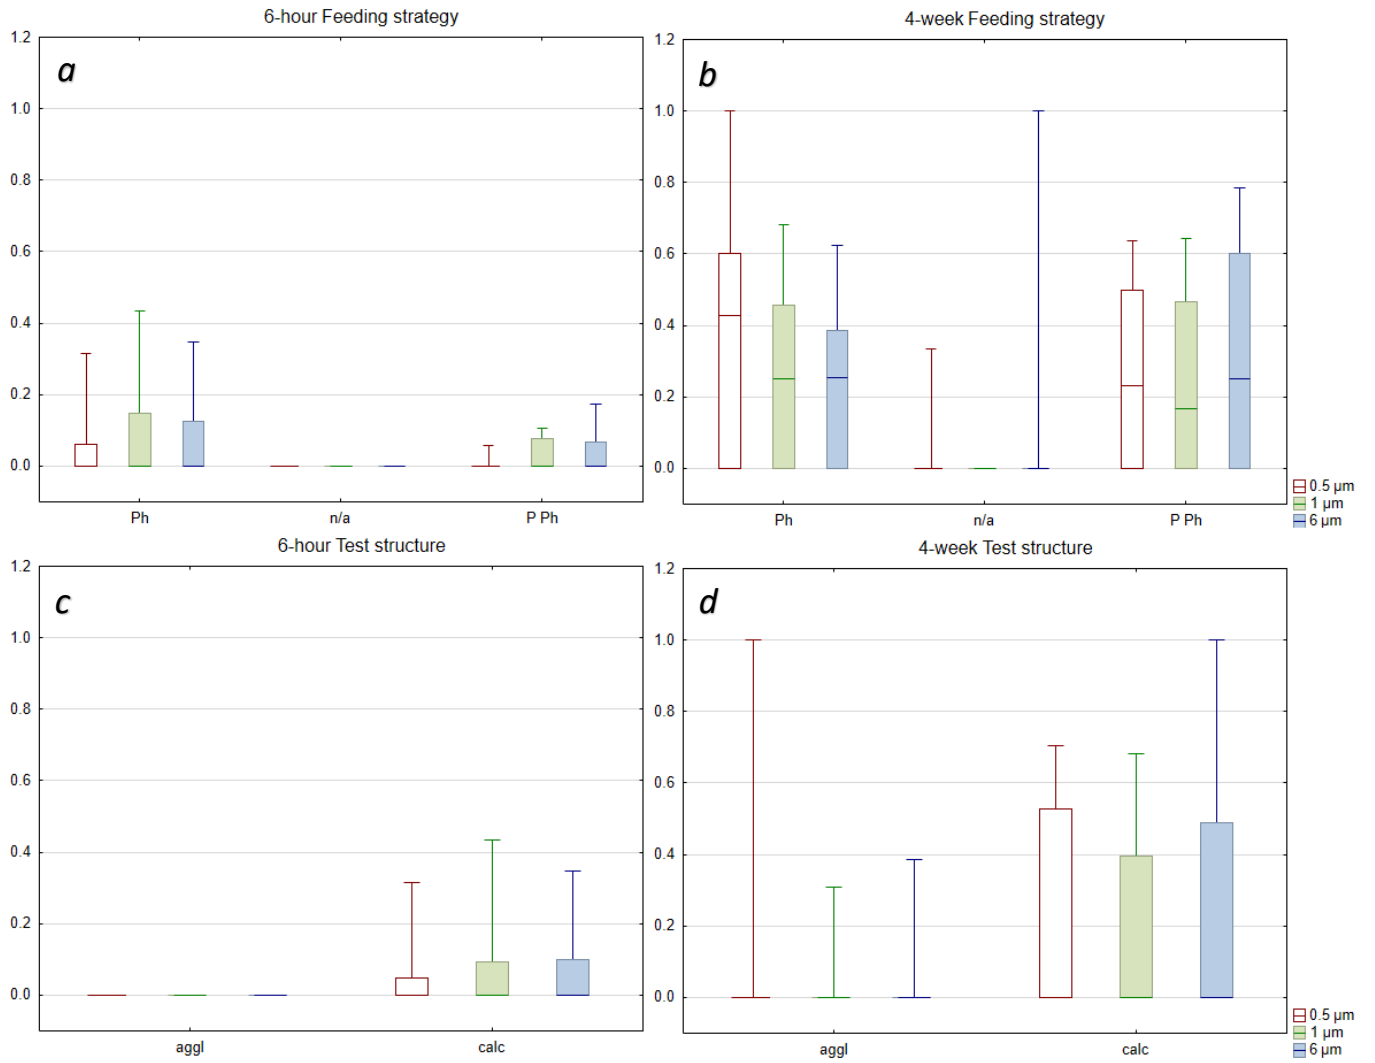 6-hour Feeding strategy
a
1.2
1.0
0.8
0.6
0.4
0.2
0.0
Ph n/a P Ph
4-week Feeding strategy
b
1.2
1.0
0.8
0.6
0.4
0.2
0.0
Ph n/a P Ph
0.5 µm
1 µm
6 µm
6-hour Test structure
c
1.2
1.0
0.8
0.6
0.4
0.2
0.0
aggl calc
4-week Test structure
d
1.2
1.0
0.8
0.6
0.4
0.2
0.0
aggl calc
0.5 µm
1 µm
6 µm